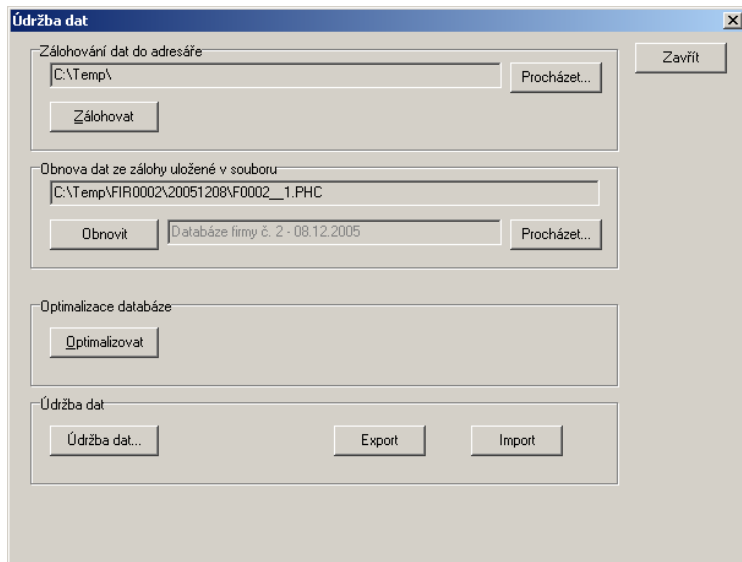 Údržba dat
Zálohování dat do adresáře
Zavřít
C:\Temp\
Procházet...
Zálohovat
Obnova dat ze zálohy uložené v souboru
C:\Temp\FIR0002\20051208\F0002__1.PHC
Obnovit
Databáze firmy č. 2 - 08.12.2005
Procházet...
Optimalizace databáze
Optimalizovat
Údržba dat
Údržba dat...
Export
Import